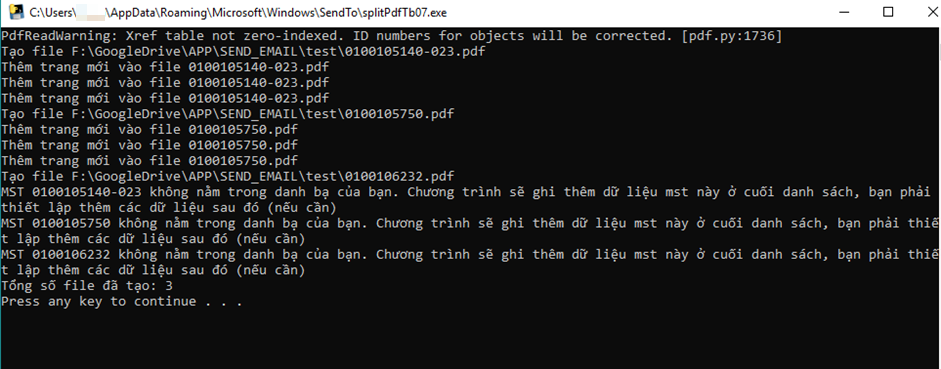 C:\Users\ \AppData\Roaming\Microsoft\Windows\SendTo\splitPdfTb07.exe
PdfReadWarning: Xref table not zero-indexed. ID numbers for objects will be corrected. [pdf.py:1736]
Tạo file F:\GoogleDrive\APP\SEND_EMAIL\test\0100105140-023.pdf
Thêm trang mới vào file 0100105140-023.pdf
Thêm trang mới vào file 0100105140-023.pdf
Thêm trang mới vào file 0100105140-023.pdf
Tạo file F:\GoogleDrive\APP\SEND_EMAIL\test\0100105750.pdf
Thêm trang mới vào file 0100105750.pdf
Thêm trang mới vào file 0100105750.pdf
Thêm trang mới vào file 0100105750.pdf
Tạo file F:\GoogleDrive\APP\SEND_EMAIL\test\0100106232.pdf
MST 0100105140-023 không nằm trong danh bạ của bạn. Chương trình sẽ ghi thêm dữ liệu mst này ở cuối danh sách, bạn phải
thiết lập thêm các dữ liệu sau đó (nếu cần)
MST 0100105750 không nằm trong danh bạ của bạn. Chương trình sẽ ghi thêm dữ liệu mst này ở cuối danh sách, bạn phải thiế
t lập thêm các dữ liệu sau đó (nếu cần)
MST 0100106232 không nằm trong danh bạ của bạn. Chương trình sẽ ghi thêm dữ liệu mst này ở cuối danh sách, bạn phải thiế
t lập thêm các dữ liệu sau đó (nếu cần)
Tổng số file đã tạo: 3
Press any key to continue . . .